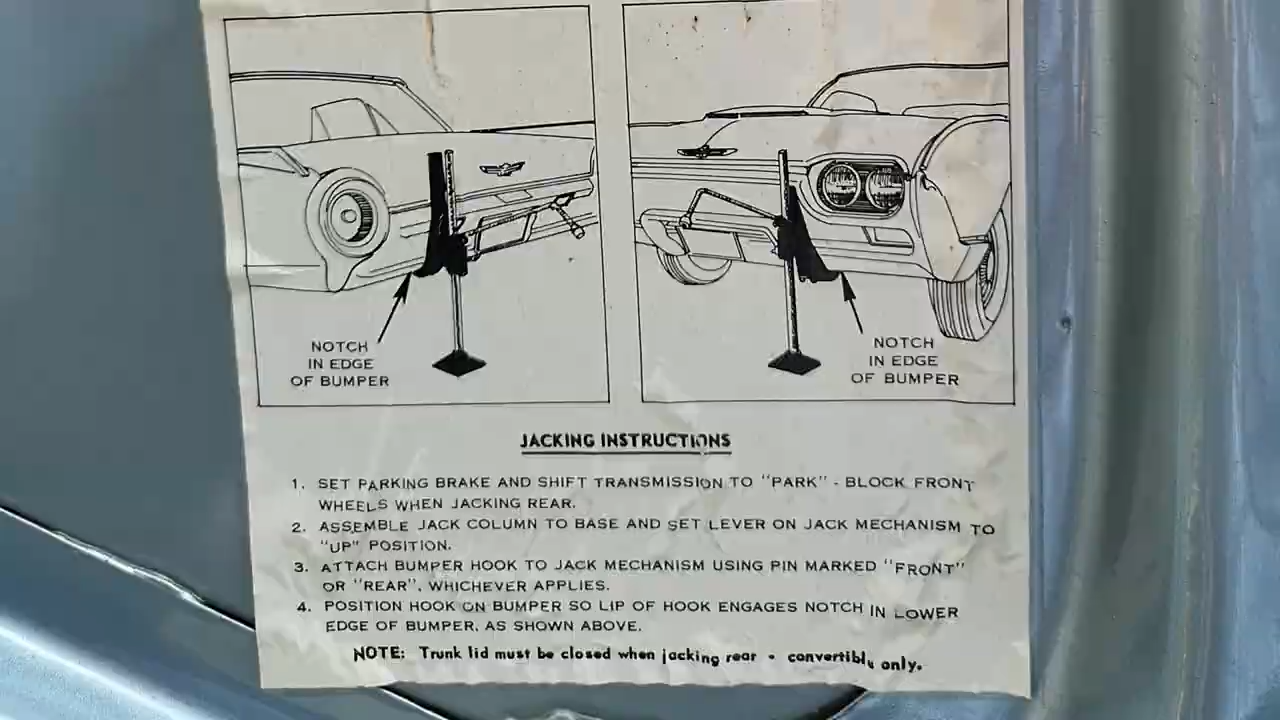 NOTCH
IN EDGE
OF BUMPER
NOTCH
IN EDGE
OF BUMPER
JACKING INSTRUCTIONS
1. SET PARKING BRAKE AND SHIFT TRANSMISSION TO "PARK" - BLOCK FRONT
WHEELS WHEN JACKING REAR.
2. ASSEMBLE JACK COLUMN TO BASE AND SET LEVER ON JACK MECHANISM TO
"UP" POSITION.
3. ATTACH BUMPER HOOK TO JACK MECHANISM USING PIN MARKED "FRONT"
OR "REAR", WHICHEVER APPLIES.
4. POSITION HOOK ON BUMPER SO LIP OF HOOK ENGAGES NOTCH IN LOWER
EDGE OF BUMPER, AS SHOWN ABOVE.
NOTE: Trunk lid must be closed when jacking rear - convertible only.